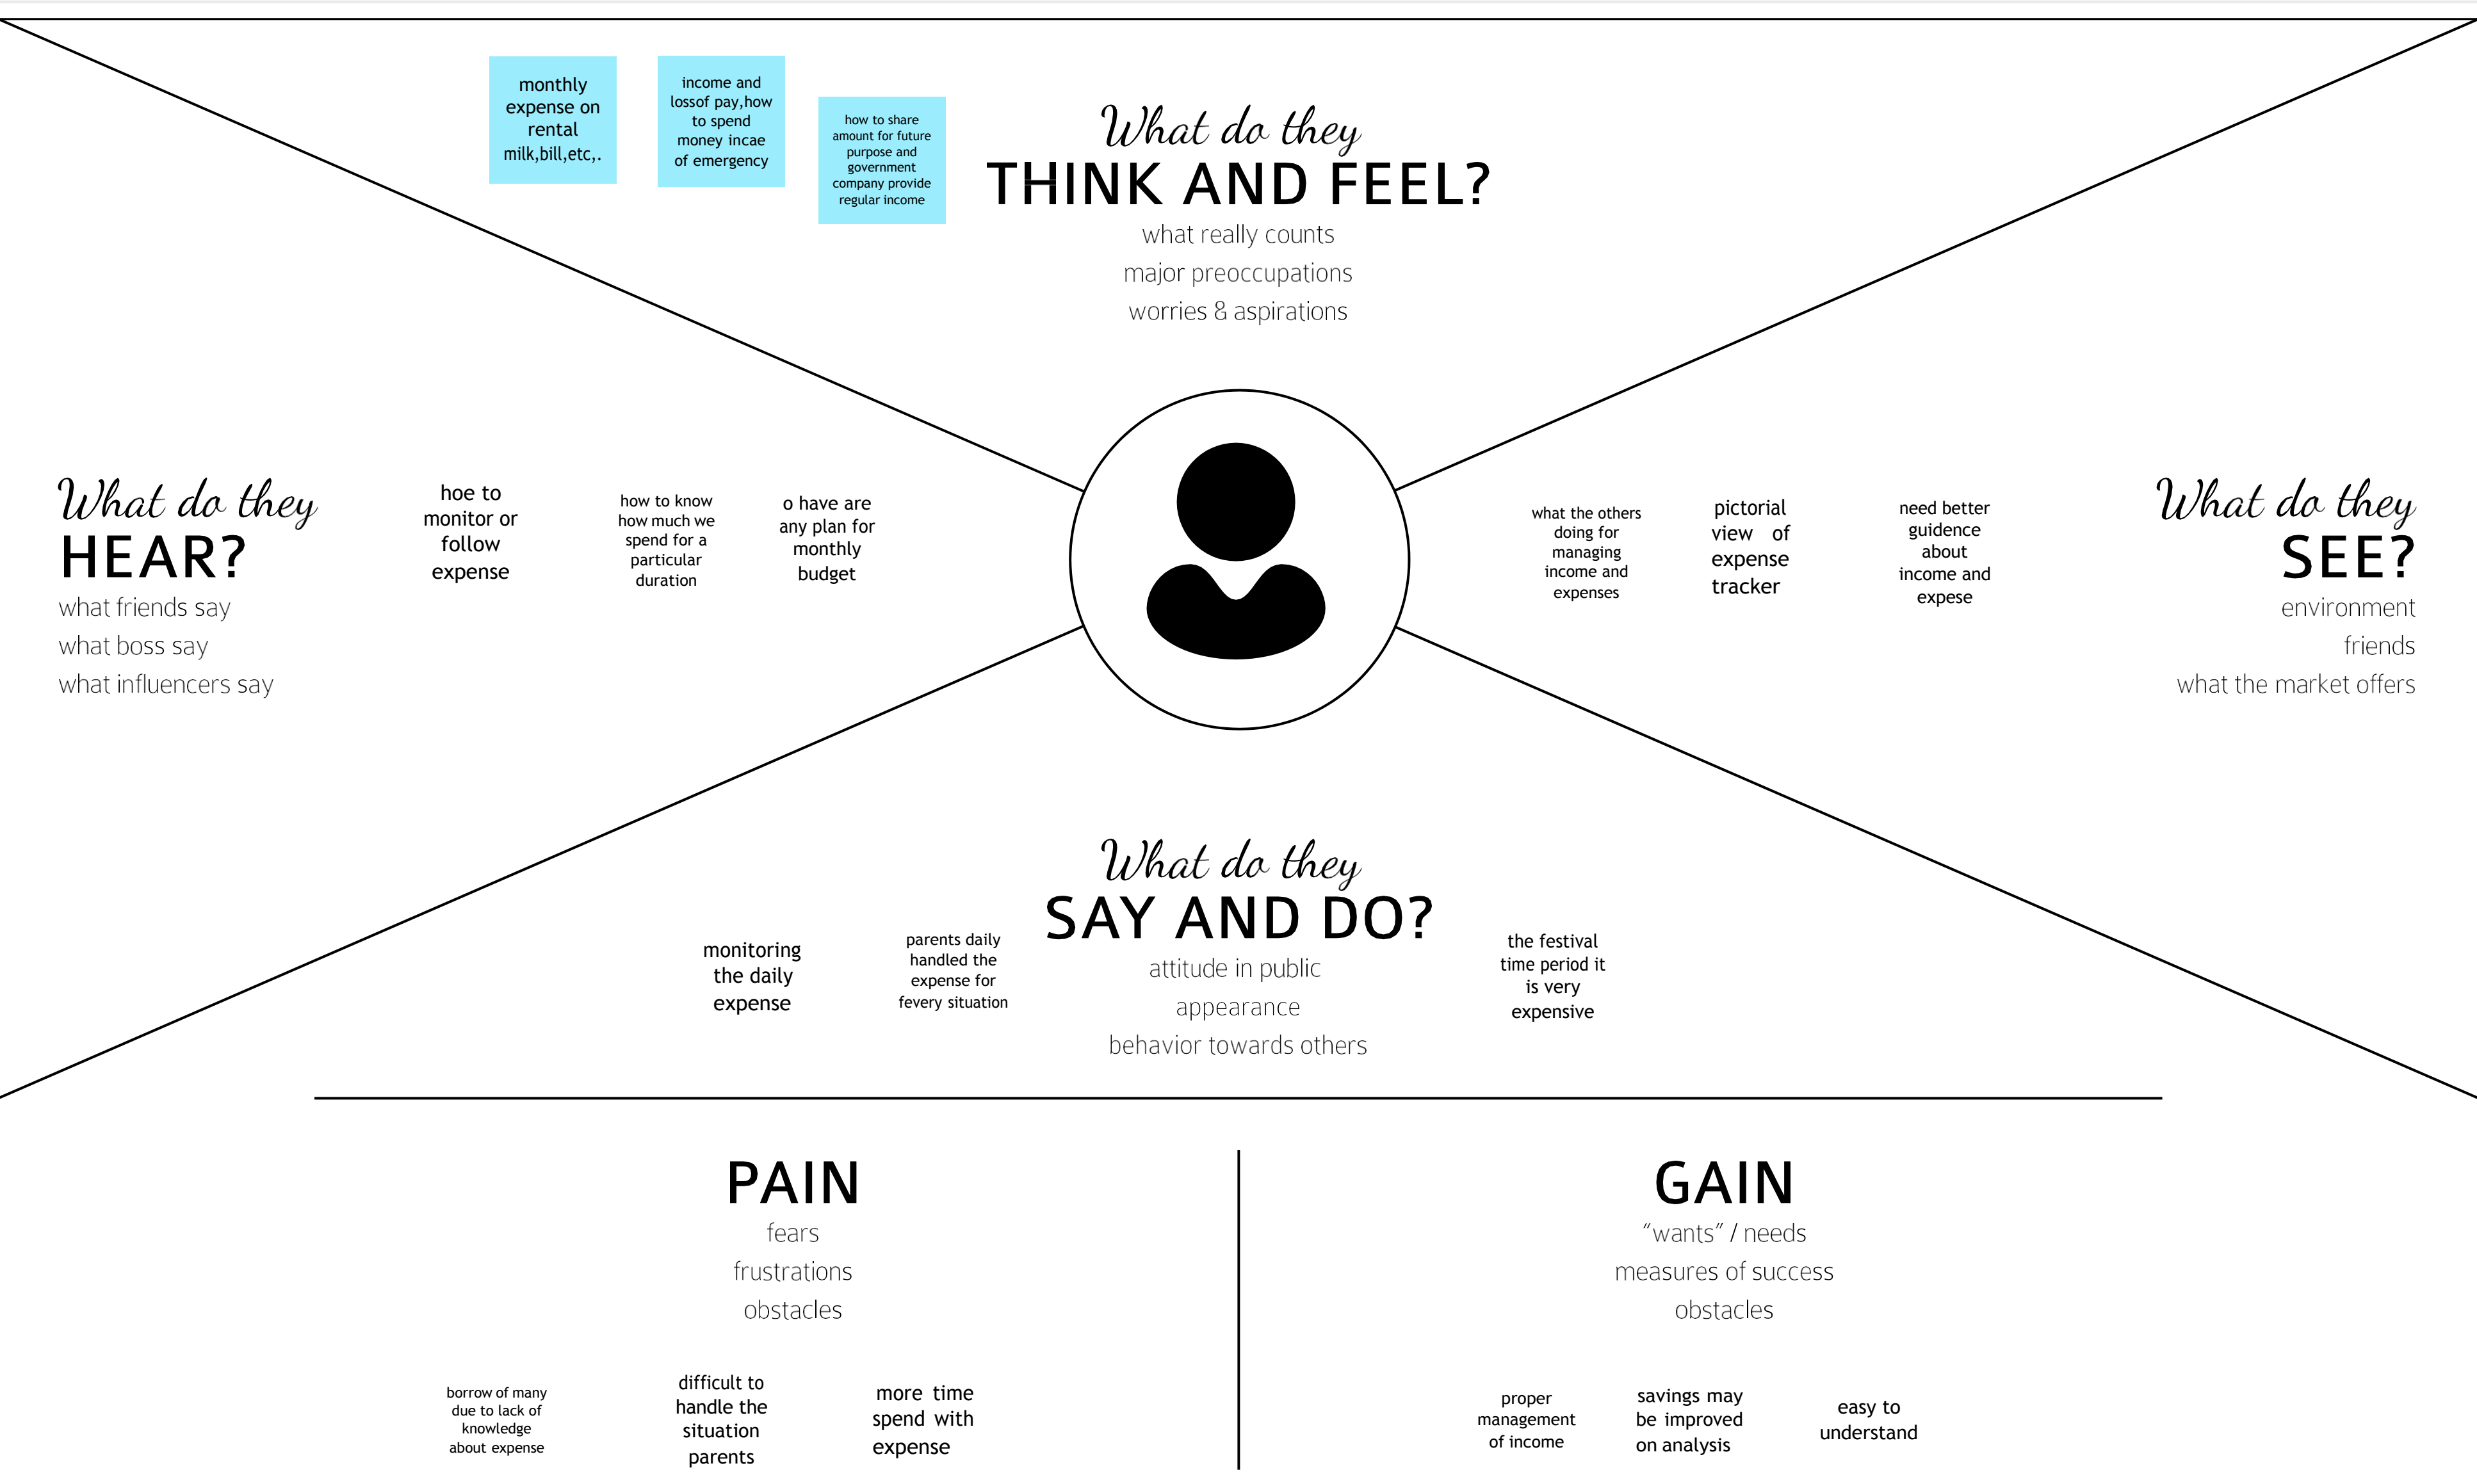 monthly
expense on
rental
milk,bill,etc,.
income and
lossof pay,how
to spend
money incae
of emergency
how to share
amount for future
purpose and
government
company provide
regular income
What do they
THINK AND FEEL?
what really counts
major preoccupations
worries & aspirations
What do they
HEAR?
what friends say
what boss say
what influencers say
hoe to
monitor or
follow
expense
how to know
how much we
spend for a
particular
duration
o have are
any plan for
monthly
budget
what the others
doing for
managing
income and
expenses
pictorial
view of
expense
tracker
need better
guidence
about
income and
expese
What do they
SEE?
environment
friends
what the market offers
What do they
SAY AND DO?
attitude in public
appearance
behavior towards others
monitoring
the daily
expense
parents daily
handled the
expense for
fevery situation
the festival
time period it
is very
expensive
PAIN
fears
frustrations
obstacles
borrow of many
due to lack of
knowledge
about expense
difficult to
handle the
situation
parents
more time
spend with
expense
GAIN
“wants” / needs
measures of success
obstacles
proper
management
of income
savings may
be improved
on analysis
easy to
understand